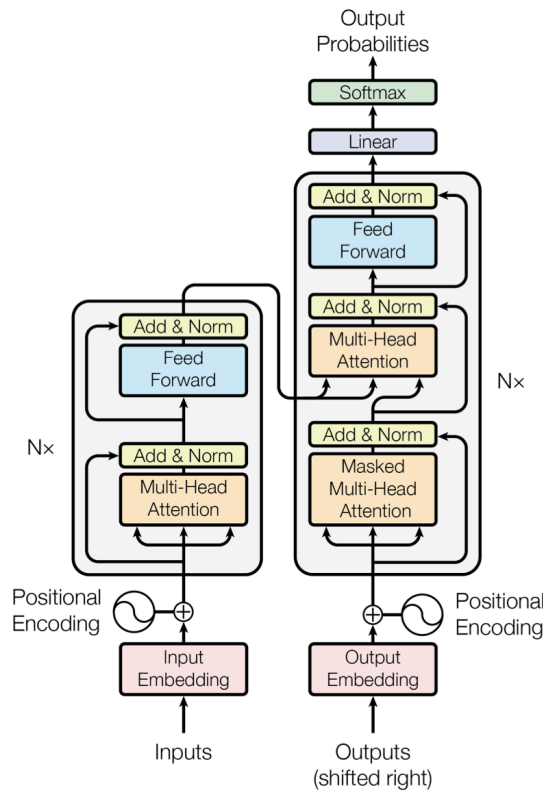 Output
Probabilities
Softmax
Linear
Add & Norm
Feed
Forward
Add & Norm
Multi-Head
Attention
Add & Norm
Masked
Multi-Head
Attention
N×
Add & Norm
Feed
Forward
Add & Norm
Multi-Head
Attention
N×
Positional
Encoding
Positional
Encoding
Input
Embedding
Output
Embedding
Inputs
Outputs
(shifted right)